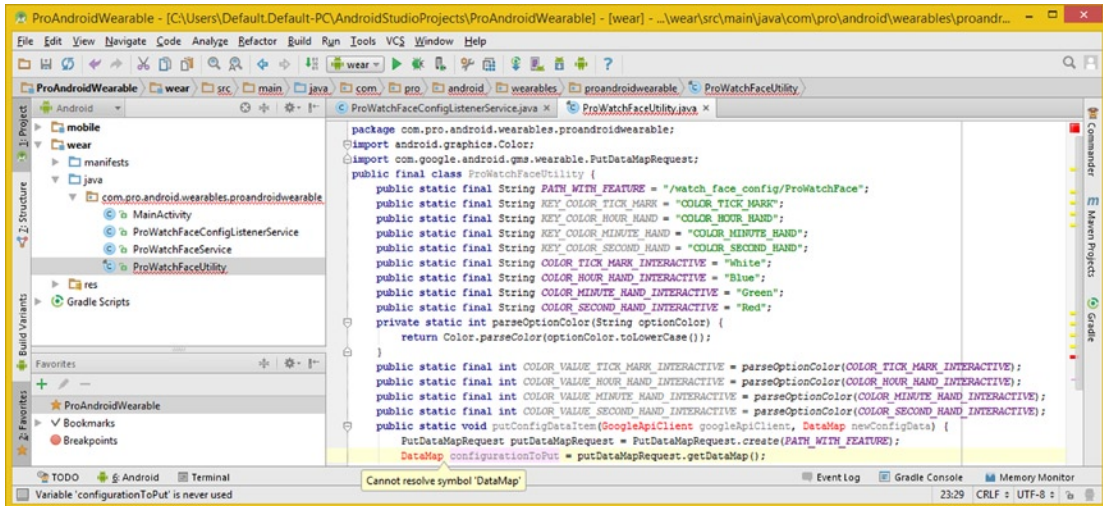 ProAndroidWearable - [C:\Users\Default.Default-PC\AndroidStudioProjects\ProAndroidWearable] - [wear] - ...\wear\src\main\java\com\pro\android\wearables\proandr...
File Edit View Navigate Code Analyze Refactor Build Run Tools VCS Window Help
wear
ProAndroidWearable wear src main java com pro android wearables proandroidwearable ProWatchFaceUtility
Android
ProWatchFaceConfigListenerService.java × ProWatchFaceUtility.java ×
1: Project
Z: Structure
Build Variants
2: Favorites
mobile
wear
manifests
java
com.pro.android.wearables.proandroidwearable
MainActivity
ProWatchFaceConfigListenerService
ProWatchFaceService
ProWatchFaceUtility
res
Gradle Scripts
Favorites
ProAndroidWearable
Bookmarks
Breakpoints
package com.pro.android.wearables.proandroidwearable;
import android.graphics.Color;
import com.google.android.gms.wearable.PutDataMapRequest;
public final class ProWatchFaceUtility {
public static final String PATH_WITH_FEATURE = "/watch_face_config/ProWatchFace";
public static final String KEY_COLOR_TICK_MARK = "COLOR_TICK_MARK";
public static final String KEY_COLOR_HOUR_HAND = "COLOR_HOUR_HAND";
public static final String KEY_COLOR_MINUTE_HAND = "COLOR_MINUTE_HAND";
public static final String KEY_COLOR_SECOND_HAND = "COLOR_SECOND_HAND";
public static final String COLOR_TICK_MARK_INTERACTIVE = "White";
public static final String COLOR_HOUR_HAND_INTERACTIVE = "Blue";
public static final String COLOR_MINUTE_HAND_INTERACTIVE = "Green";
public static final String COLOR_SECOND_HAND_INTERACTIVE = "Red";
private static int parseOptionColor(String optionColor) {
return Color.parseColor(optionColor.toLowerCase());
}
public static final int COLOR_VALUE_TICK_MARK_INTERACTIVE = parseOptionColor(COLOR_TICK_MARK_INTERACTIVE);
public static final int COLOR_VALUE_HOUR_HAND_INTERACTIVE = parseOptionColor(COLOR_HOUR_HAND_INTERACTIVE);
public static final int COLOR_VALUE_MINUTE_HAND_INTERACTIVE = parseOptionColor(COLOR_MINUTE_HAND_INTERACTIVE);
public static final int COLOR_VALUE_SECOND_HAND_INTERACTIVE = parseOptionColor(COLOR_SECOND_HAND_INTERACTIVE);
public static void putConfigDataItem(GoogleApiClient googleApiClient, DataMap newConfigData) {
PutDataMapRequest putDataMapRequest = PutDataMapRequest.create(PATH_WITH_FEATURE);
DataMap configurationToPut = putDataMapRequest.getDataMap();
Cannot resolve symbol 'DataMap'
Commander
Maven Projects
Gradle
TODO 6: Android Terminal Event Log Gradle Console Memory Monitor
Variable 'configurationToPut' is never used 23:29 CRLF UTF-8